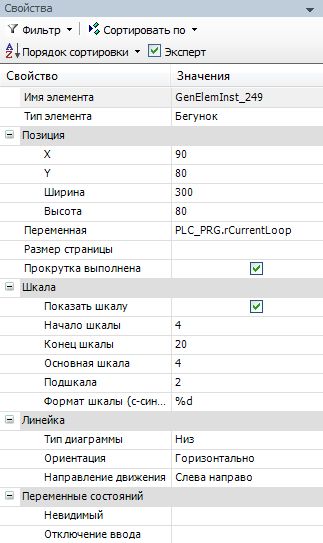 Свойства
Фильтр Сортировать по
Порядок сортировки Эксперт
Свойство Значения
Имя элемента GenElemInst_249
Тип элемента Бегунок
Позиция
X 90
Y 80
Ширина 300
Высота 80
Переменная PLC_PRG.rCurrentLoop
Размер страницы
Прокрутка выполнена
Шкала
Показать шкалу
Начало шкалы 4
Конец шкалы 20
Основная шкала 4
Подшкала 2
Формат шкалы (с-син... %d
Линейка
Тип диаграммы Низ
Ориентация Горизонтально
Направление движения Слева направо
Переменные состояний
Невидимый
Отключение ввода